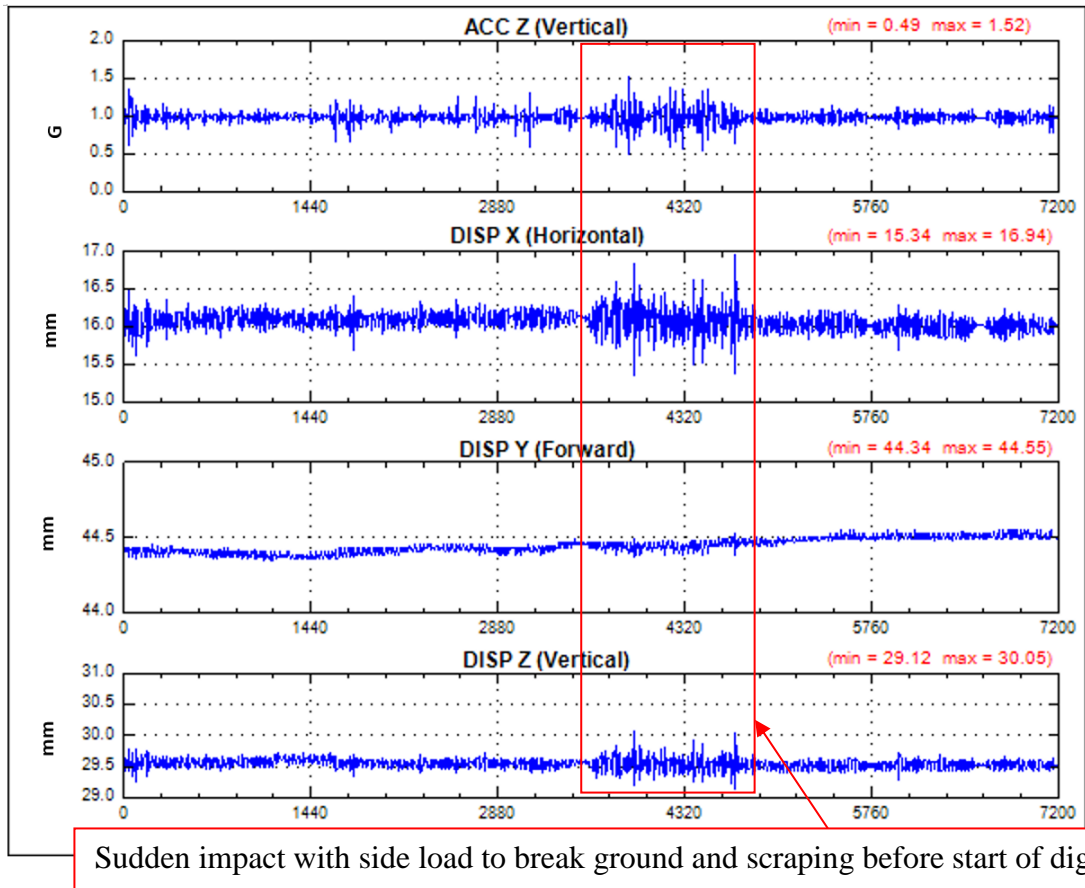 ACC Z (Vertical) (min = 0.49 max = 1.52)
2.0
1.5
1.0
0.5
0.0
G
0 1440 2880 4320 5760 7200
DISP X (Horizontal) (min = 15.34 max = 16.94)
17.0
16.5
16.0
15.5
15.0
mm
0 1440 2880 4320 5760 7200
DISP Y (Forward) (min = 44.34 max = 44.55)
45.0
44.5
44.0
mm
0 1440 2880 4320 5760 7200
DISP Z (Vertical) (min = 29.12 max = 30.05)
31.0
30.5
30.0
29.5
29.0
mm
0 1440 2880 4320 5760 7200
Sudden impact with side load to break ground and scraping before start of dig